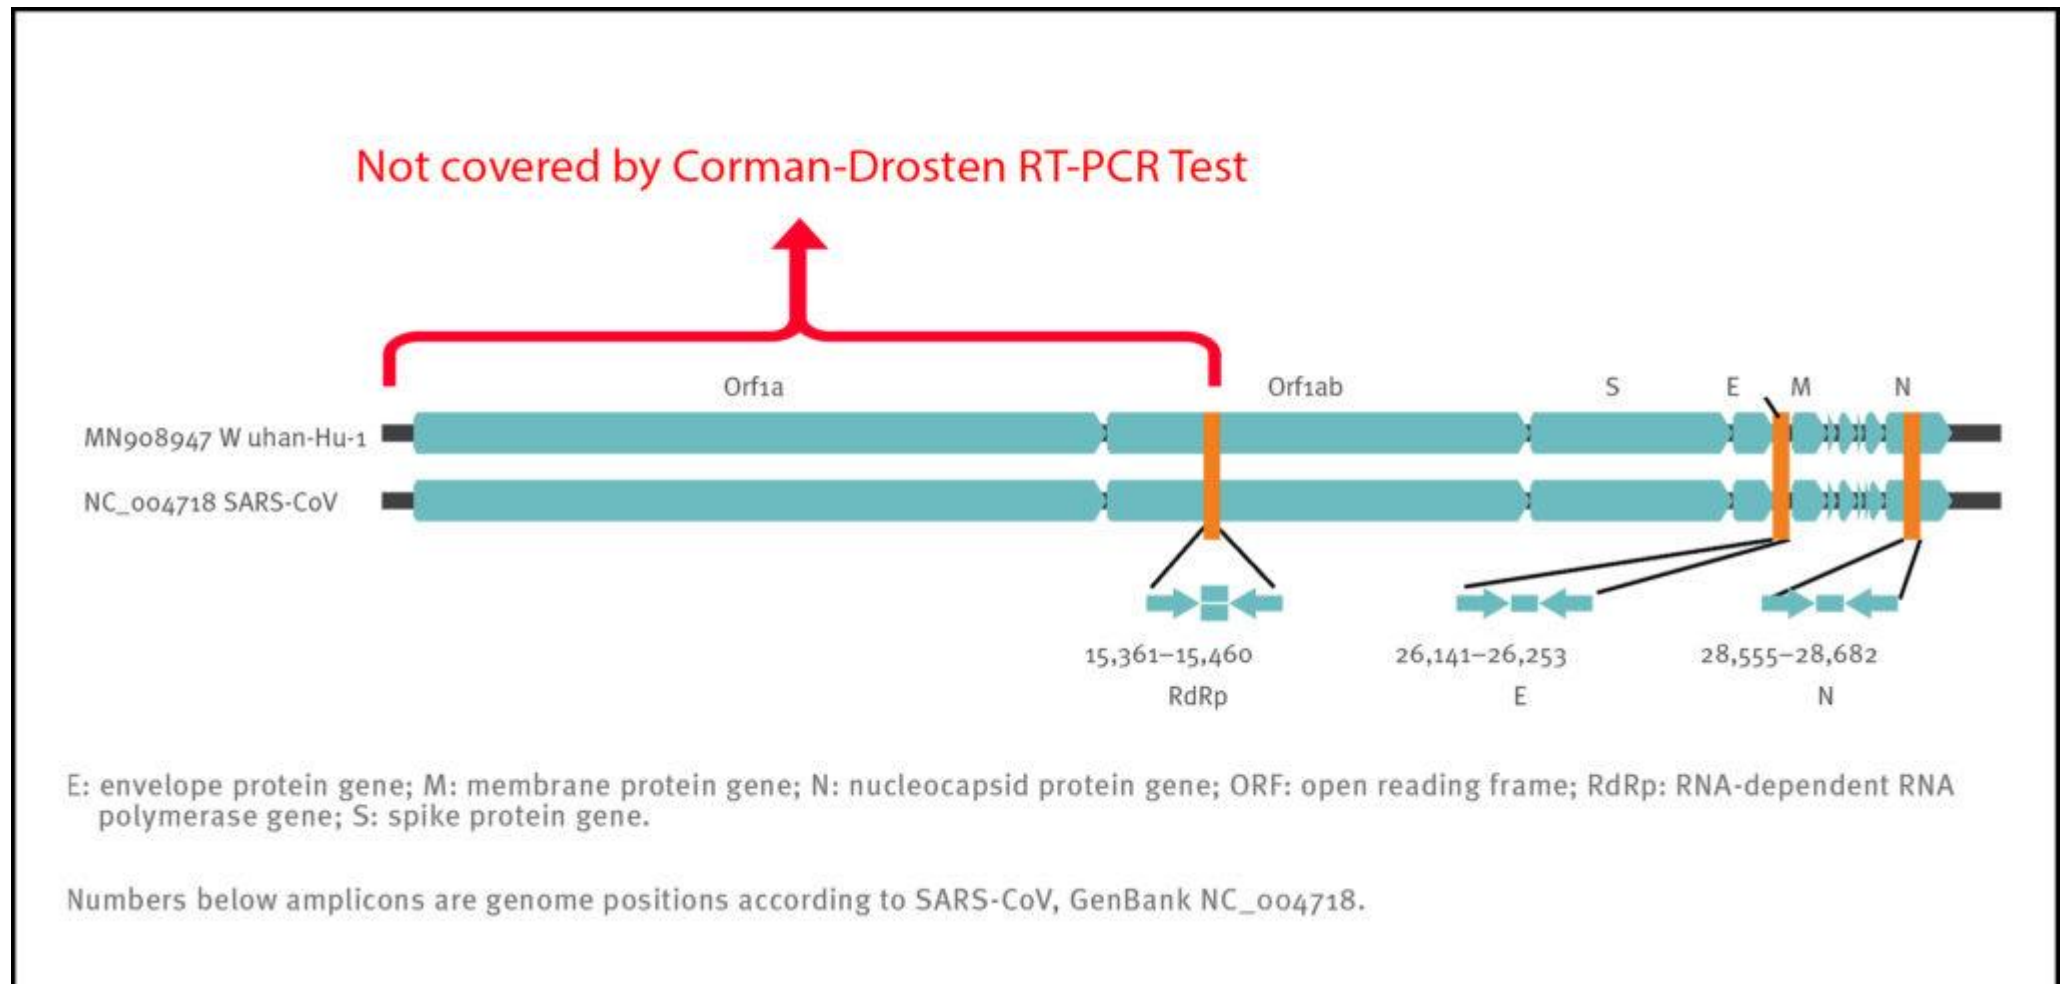 Not covered by Corman-Drosten RT-PCR Test
Orf1a
Orf1ab
S
E
M
N
MN908947 W uhan-Hu-1
NC_004718 SARS-CoV
15,361–15,460
26,141–26,253
28,555–28,682
RdRp
E
N
E: envelope protein gene; M: membrane protein gene; N: nucleocapsid protein gene; ORF: open reading frame; RdRp: RNA-dependent RNA
polymerase gene; S: spike protein gene.
Numbers below amplicons are genome positions according to SARS-CoV, GenBank NC_004718.